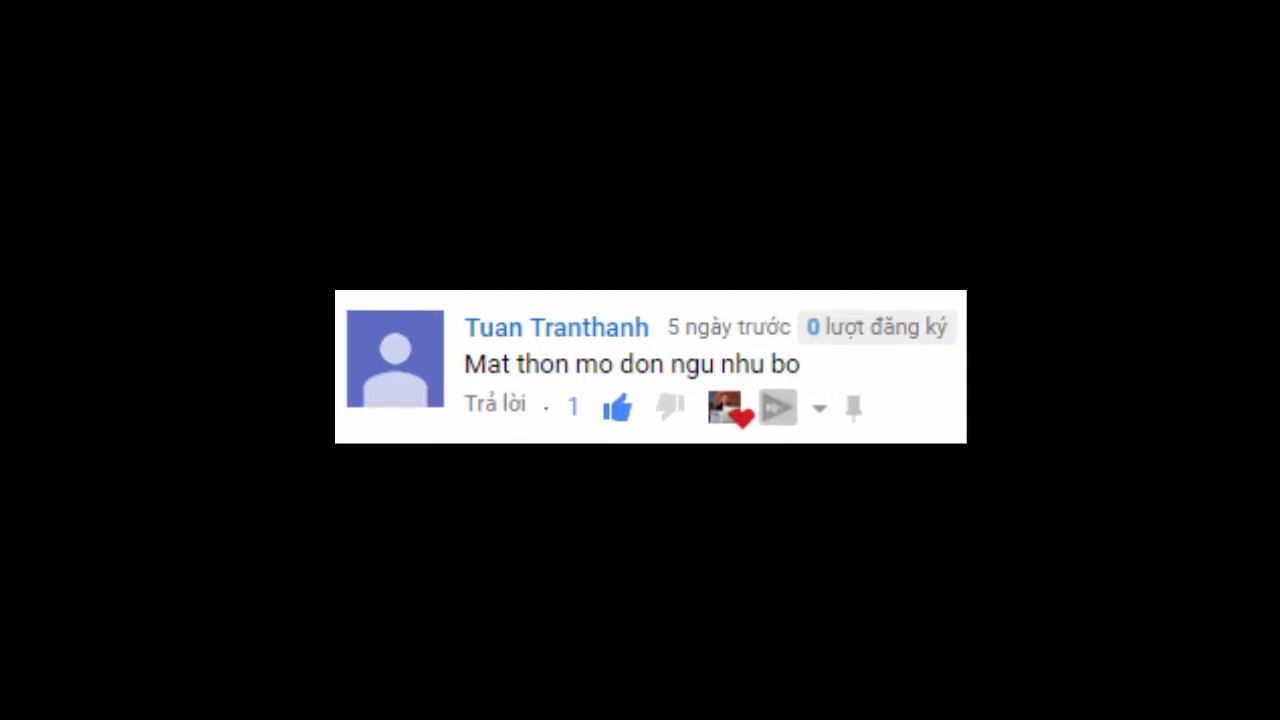 Tuan Tranthanh 5 ngày trước 0 lượt đăng ký
Mat thon mo don ngu nhu bo
Trả lời · 1